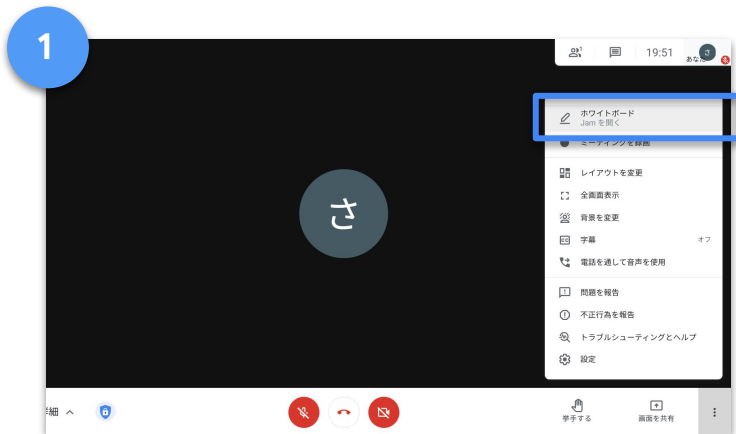 1
1
19:51
あなた
さ
ホワイトボード
Jam を開く
ミーティングを録画
レイアウトを変更
全画面表示
背景を変更
字幕
オフ
電話を通して音声を使用
問題を報告
不正行為を報告
トラブルシューティングとヘルプ
設定
さ
細
挙手する
画面を共有